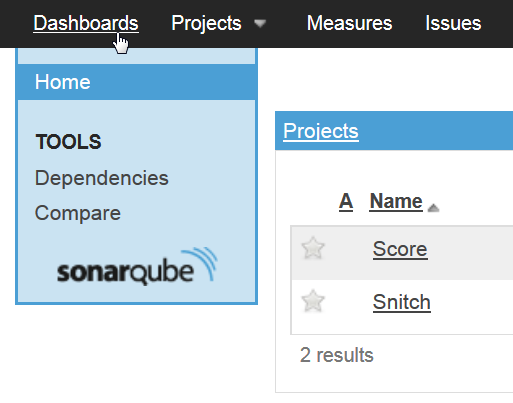 Dashboards Projects Measures Issues
Home
TOOLS
Dependencies
Compare
sonarqube
Projects
A Name
Score
Snitch
2 results